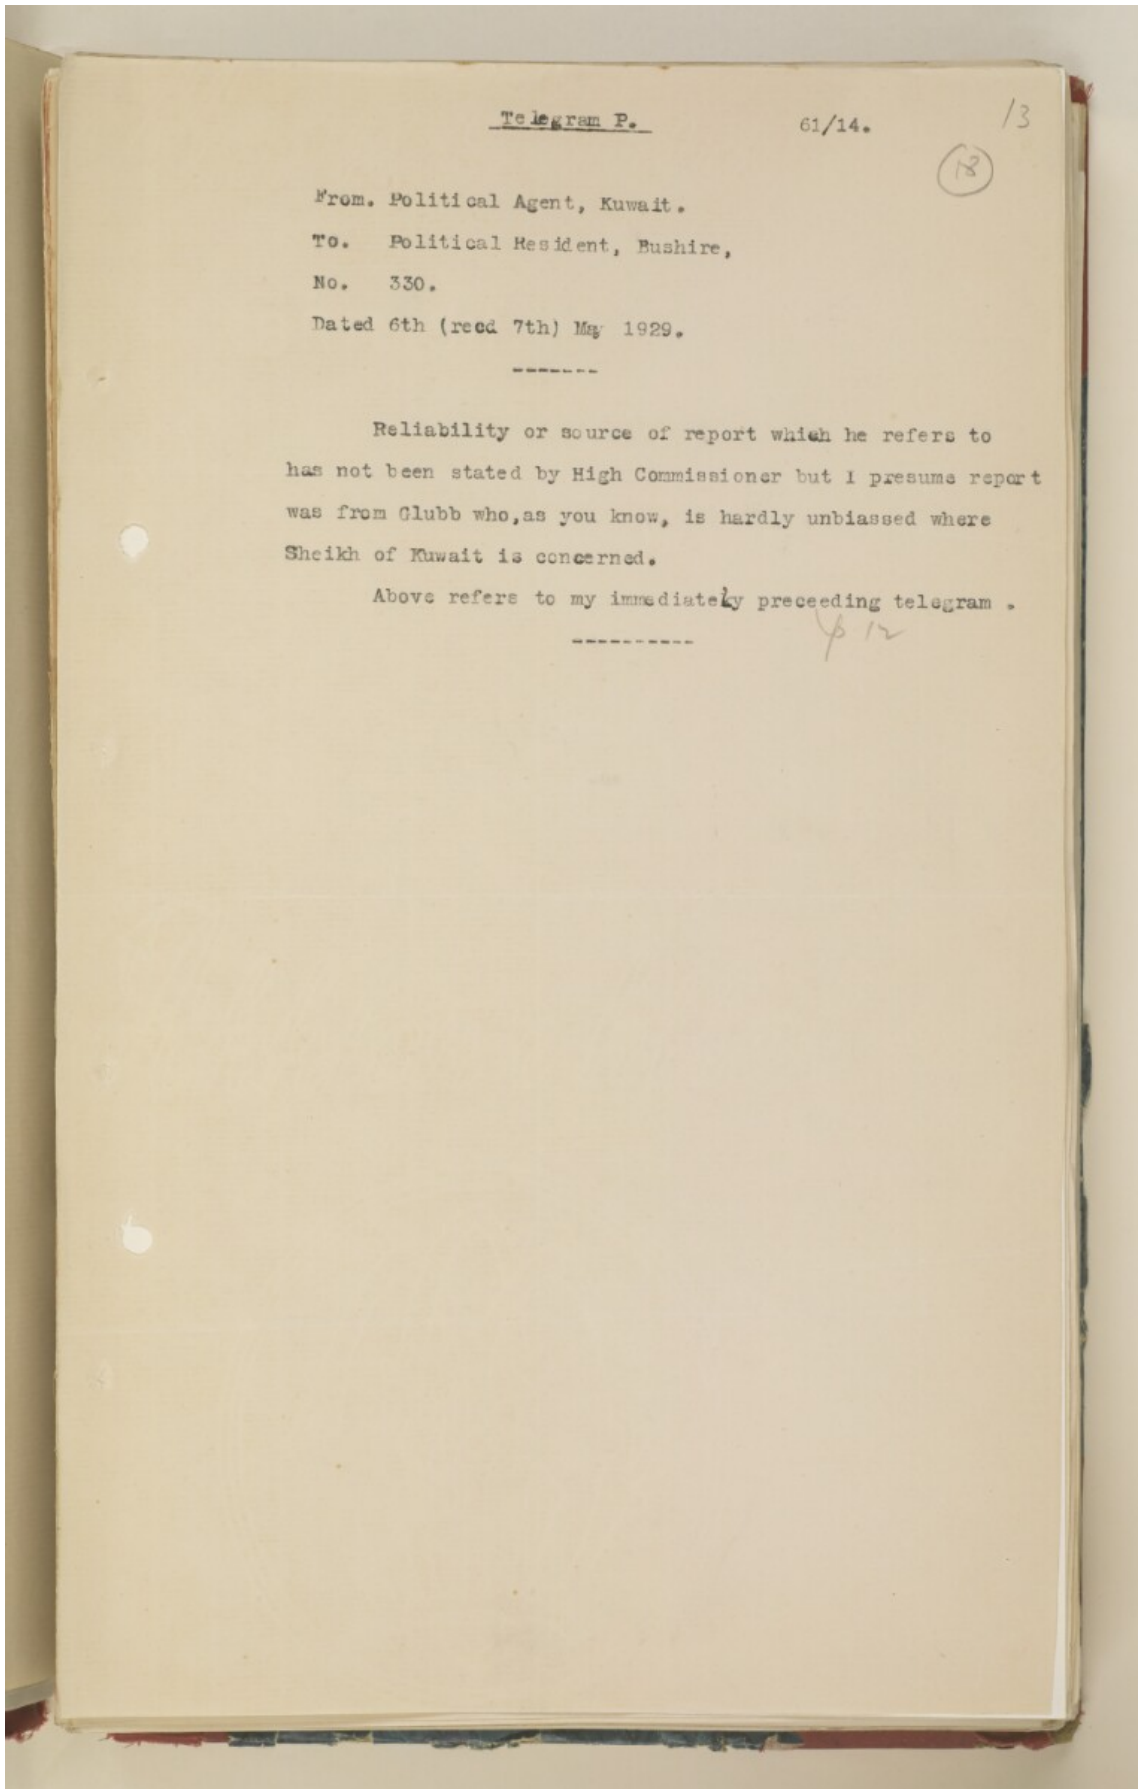 Telegram P. 61/14. 13
18
From. Political Agent, Kuwait.
To. Political Resident, Bushire,
No. 330.
Dated 6th (recd 7th) May 1929.
-------
Reliability or source of report which he refers to
has not been stated by High Commissioner but I presume report
was from Glubb who,as you know, is hardly unbiassed where
Sheikh of Kuwait is concerned.
Above refers to my immediately preceeding telegram .
p 12
----------